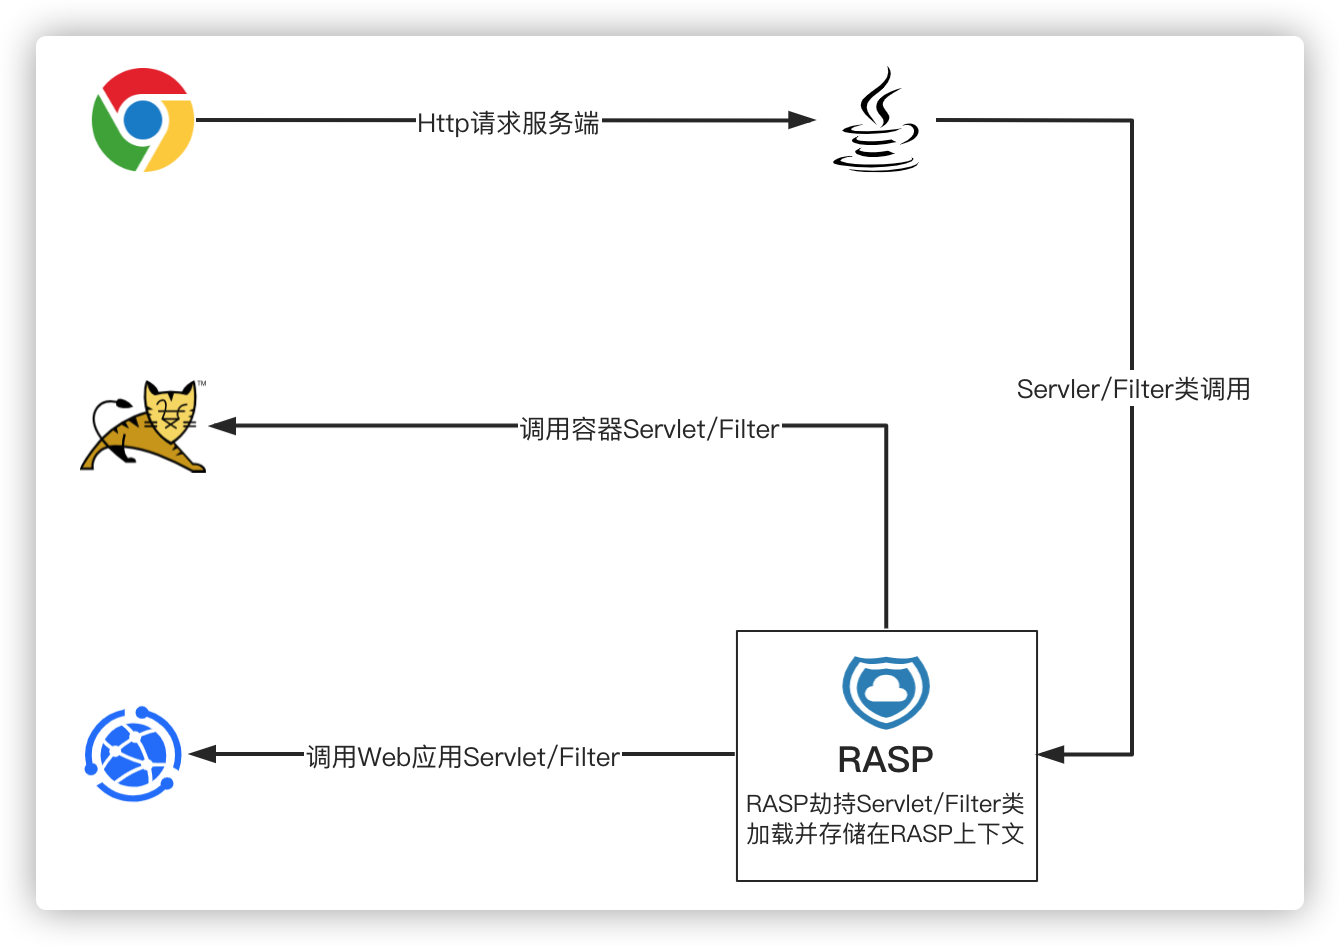 Http请求服务端
Servler/Filter类调用
TM
调用容器Servlet/Filter
调用Web应用Servlet/Filter
RASP
RASP劫持Servlet/Filter类
加载并存储在RASP上下文